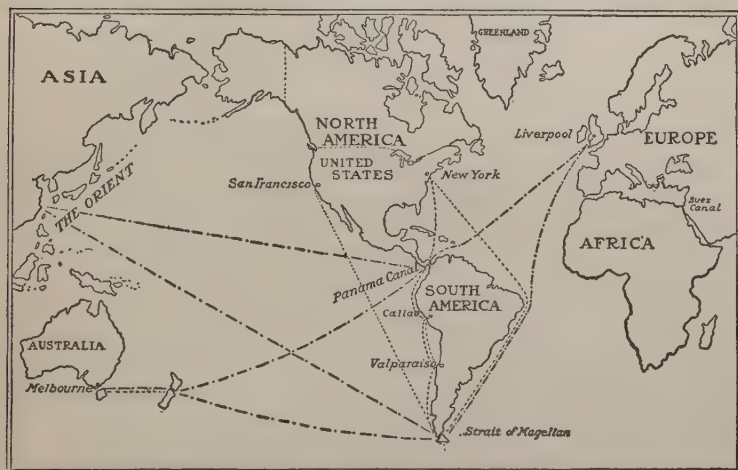 GREENLAND
ASIA
NORTH
AMERICA
Liverpool
EUROPE
UNITED
STATES
THE ORIENT
San Francisco
New York
Suez
Canal
AFRICA
Panama Canal
SOUTH
AMERICA
Callao
AUSTRALIA
Valparaiso
Melbourne
Strait of Magellan